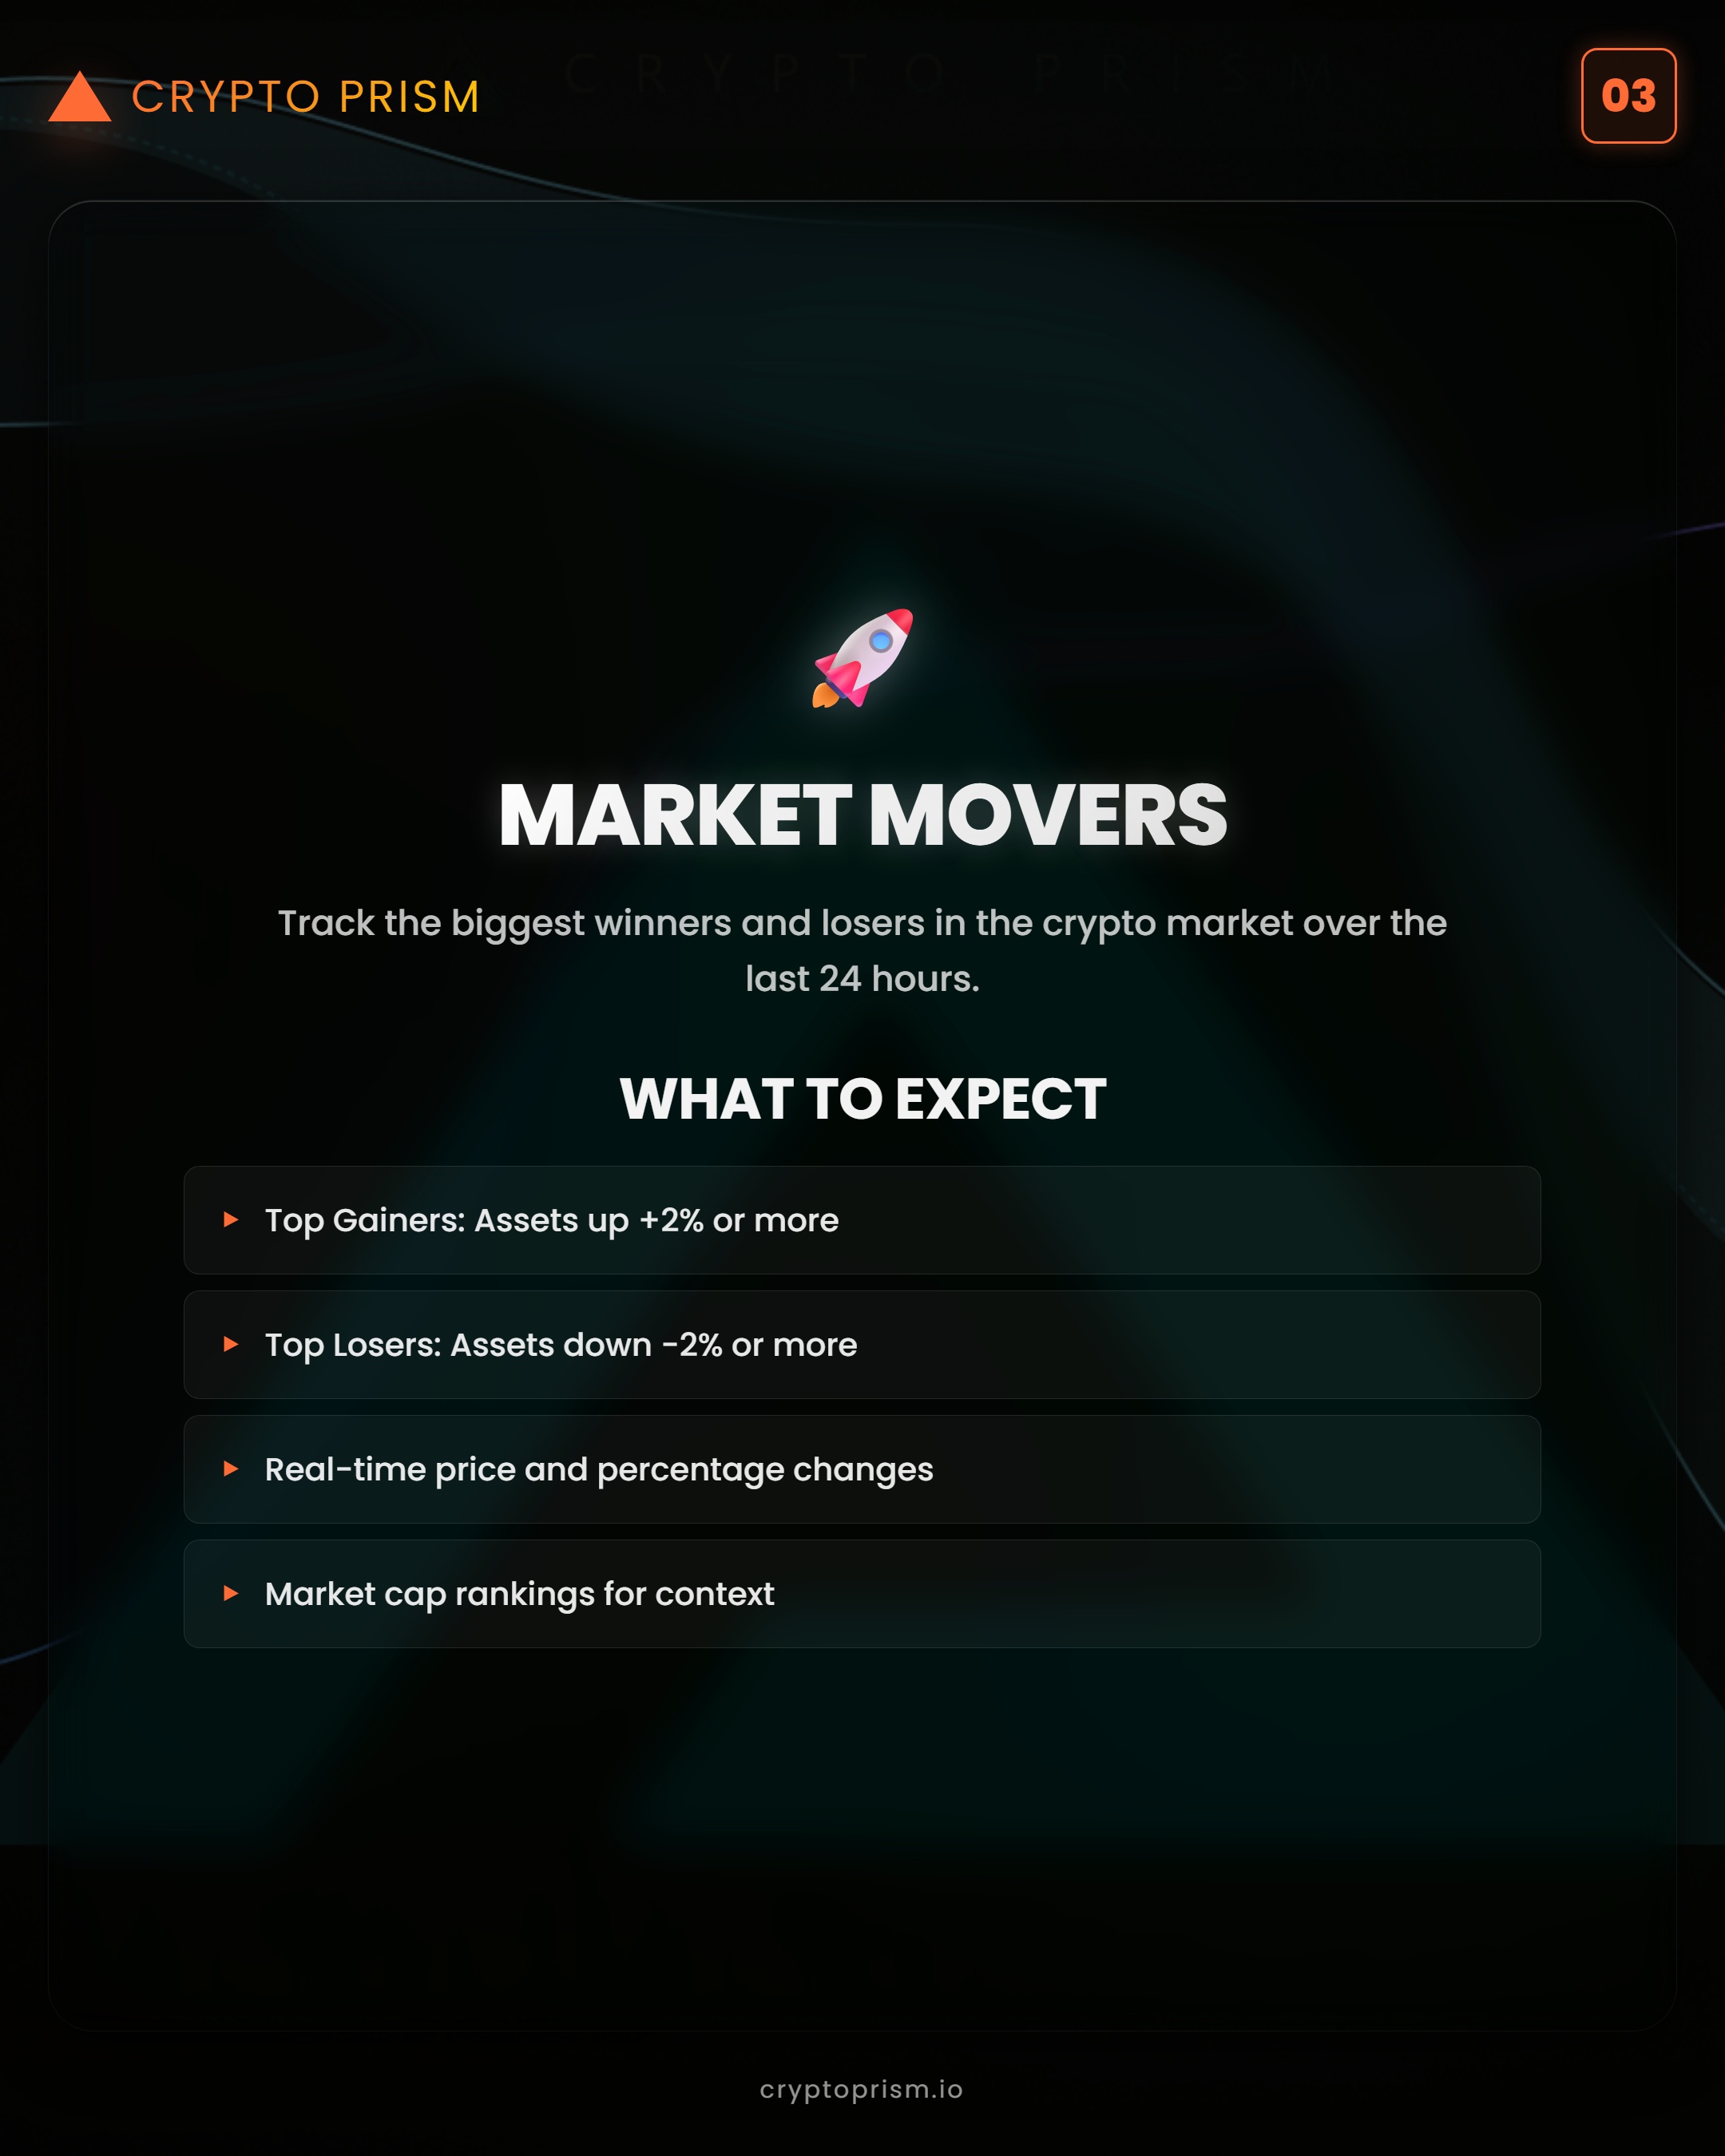 CRYPTO PRISM
CRYPTO PRISM
03
MARKET MOVERS
Track the biggest winners and losers in the crypto market over the
last 24 hours.
WHAT TO EXPECT
Top Gainers: Assets up +2% or more
Top Losers: Assets down -2% or more
Real-time price and percentage changes
Market cap rankings for context
cryptoprism.io